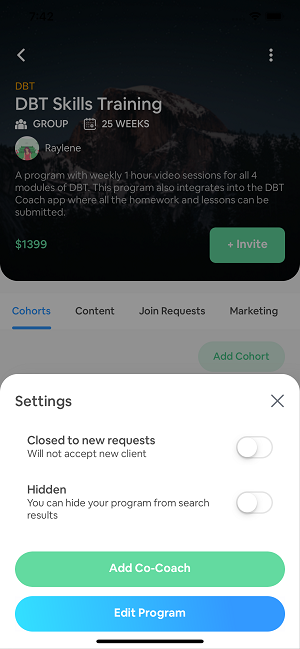 7:42
DBT
DBT Skills Training
GROUP 25 WEEKS
Raylene
A program with weekly 1 hour video sessions for all 4
modules of DBT. This program also integrates into the DBT
Coach app where all the homework and lessons can be
submitted.
$1399 + Invite
Cohorts Content Join Requests Marketing
Add Cohort
Settings
Closed to new requests
Will not accept new client
Hidden
You can hide your program from search
results
Add Co-Coach
Edit Program